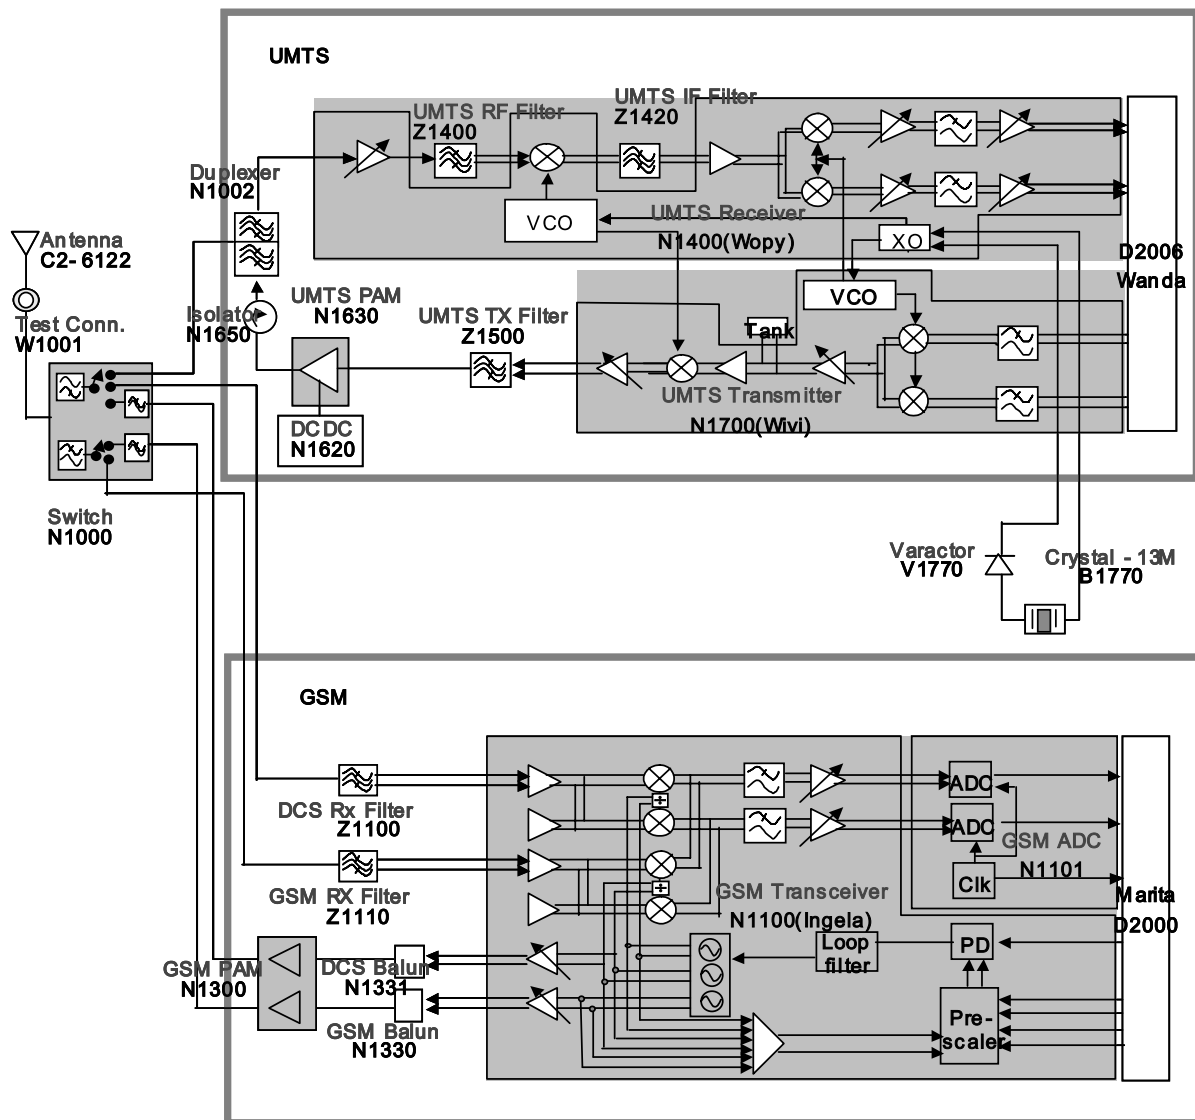 UMTS
UMTS RF Filter
Z1400
UMTS IF Filter
Z1420
Duplexer
N1002
VCO
UMTS Receiver
N1400(Wopy)
XO
D2006
Wanda
Antenna
C2-6122
Test Conn.
W1001
Isolator
N1650
UMTS PAM
N1630
UMTS TX Filter
Z1500
VCO
Tank
UMTS Transmitter
N1700(Wivi)
DCDC
N1620
Switch
N1000
Varactor
V1770
Crystal - 13M
B1770
GSM
DCS Rx Filter
Z1100
ADC
ADC
GSM ADC
N1101
Clk
GSM RX Filter
Z1110
GSM Transceiver
N1100(Ingela)
Marita
D2000
Loop
filter
PD
GSM PAM
N1300
DCS Balun
N1331
GSM Balun
N1330
Pre-
scaler